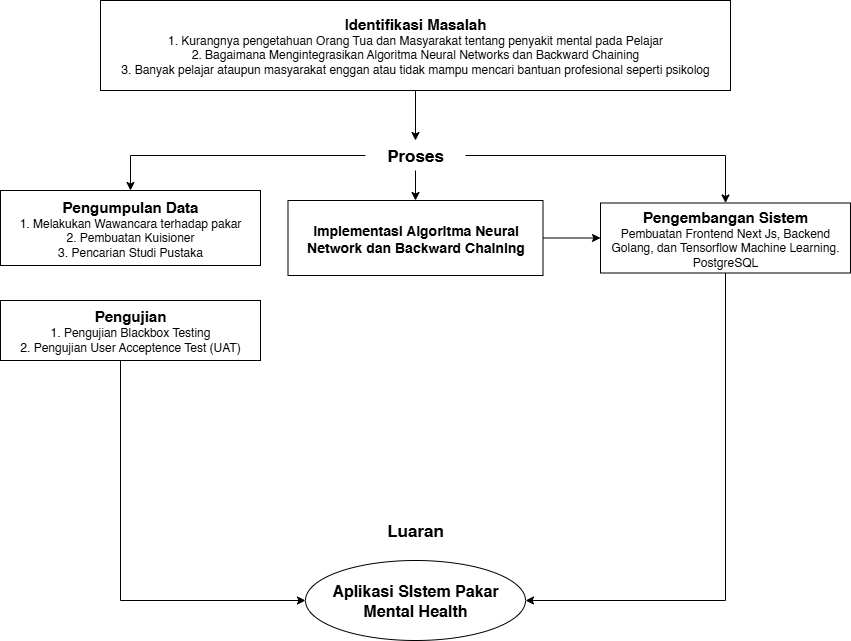 Identifikasi Masalah
1. Kurangnya pengetahuan Orang Tua dan Masyarakat tentang penyakit mental pada Pelajar
2. Bagaimana Mengintegrasikan Algoritma Neural Networks dan Backward Chaining
3. Banyak pelajar ataupun masyarakat enggan atau tidak mampu mencari bantuan profesional seperti psikolog
Proses
Pengumpulan Data
1. Melakukan Wawancara terhadap pakar
2. Pembuatan Kuisioner
3. Pencarian Studi Pustaka
Implementasi Algoritma Neural
Network dan Backward Chaining
Pengembangan Sistem
Pembuatan Frontend Next Js, Backend
Golang, dan Tensorflow Machine Learning.
PostgreSQL
Pengujian
1. Pengujian Blackbox Testing
2. Pengujian User Acceptence Test (UAT)
Luaran
Aplikasi SIstem Pakar
Mental Health